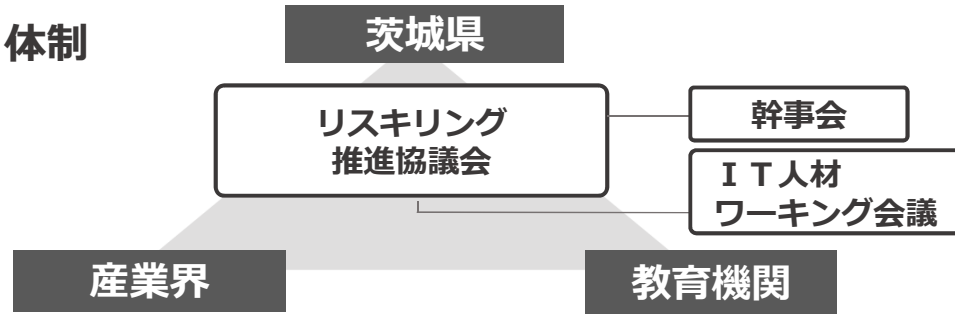 体制
茨城県
リスキリング
推進協議会
幹事会
ＩＴ人材
ワーキング会議
産業界
教育機関